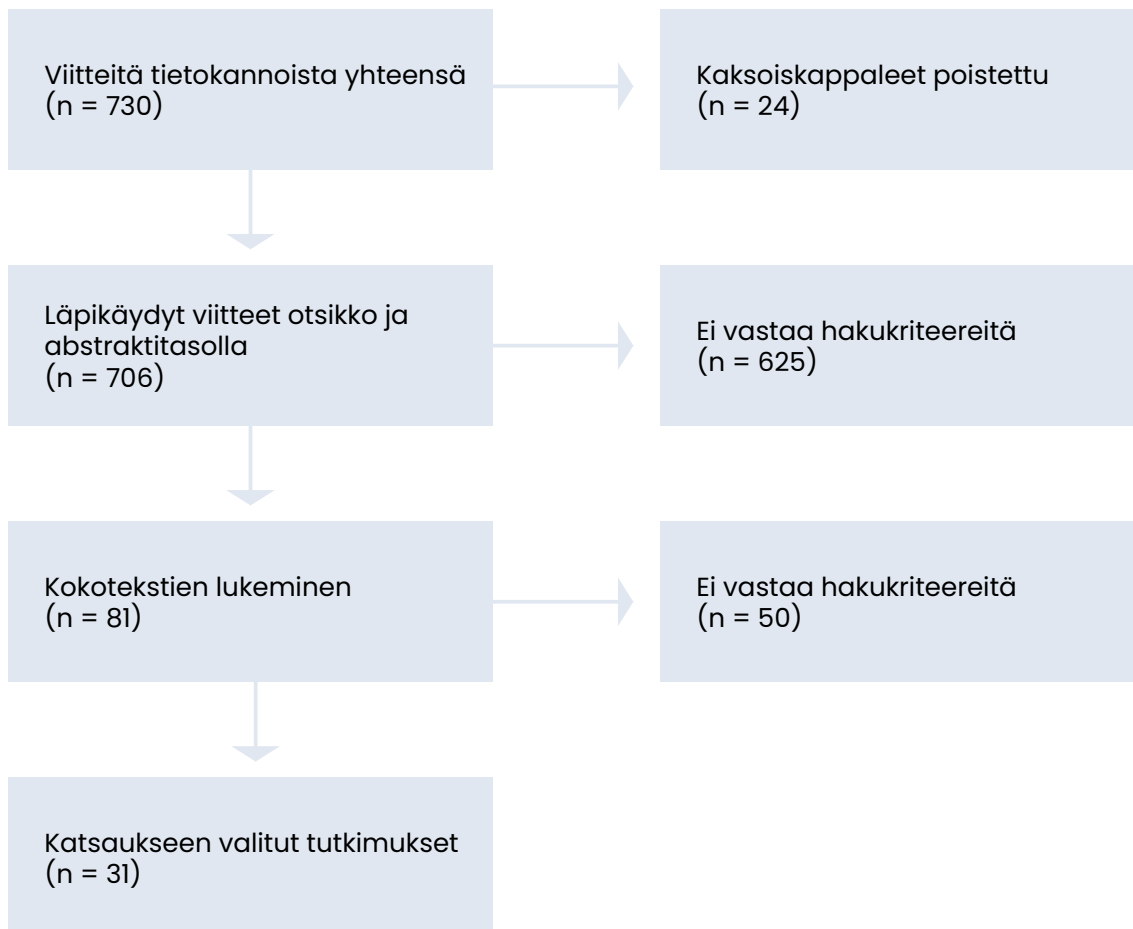 Viitteitä tietokannoista yhteensä
(n = 730)
Kaksoiskappaleet poistettu
(n = 24)
Läpikäydyt viitteet otsikko ja
abstraktitasolla
(n = 706)
Ei vastaa hakukriteereitä
(n = 625)
Kokotekstien lukeminen
(n = 81)
Ei vastaa hakukriteereitä
(n = 50)
Katsaukseen valitut tutkimukset
(n = 31)